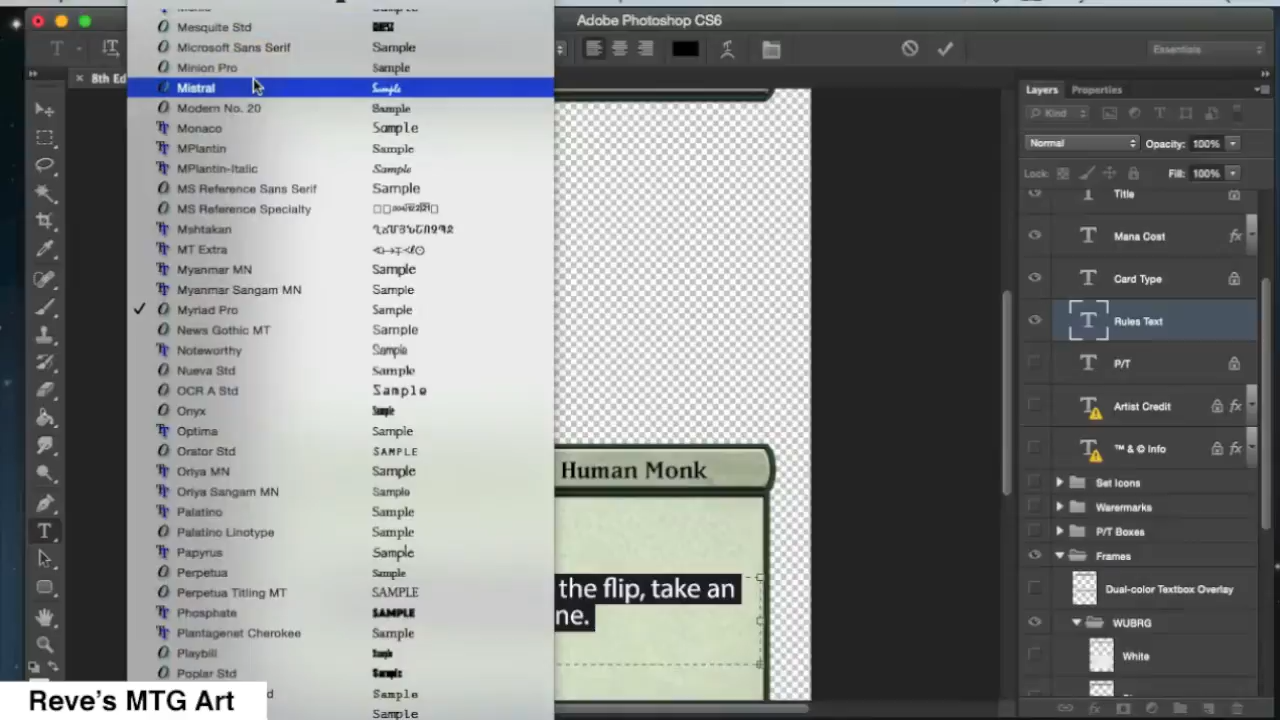 Adobe Photoshop CS6
Mesquite Std
Microsoft Sans Serif Sample
Minion Pro Sample
Mistral Sample
Modern No. 20 Sample
Monaco Sample
MPlantin Sample
MPlantin-Italic Sample
MS Reference Sans Serif Sample
MS Reference Specialty
Mshtakan
MT Extra
Myanmar MN Sample
Myanmar Sangam MN Sample
Myriad Pro Sample
News Gothic MT Sample
Noteworthy Sample
Nueva Std Sample
OCR A Std Sample
Onyx Sample
Optima Sample
Orator Std SAMPLE
Oriya MN Sample
Oriya Sangam MN Sample
Palatino Sample
Palatino Linotype Sample
Papyrus Sample
Perpetua Sample
Perpetua Titling MT SAMPLE
Phosphate SAMPLE
Plantagenet Cherokee Sample
Playbill Sample
Poplar Std Sample
Sample
Sample
8th Ed
Essentials
Human Monk
the flip, take an
ne.
Layers Properties
Kind
Normal Opacity: 100%
Lock: Fill: 100%
Title
Mana Cost fx
Card Type
Rules Text
P/T
Artist Credit fx
™ & © Info fx
Set Icons
Warermarks
P/T Boxes
Frames
Dual-color Textbox Overlay
WUBRG
White
Reve's MTG Art